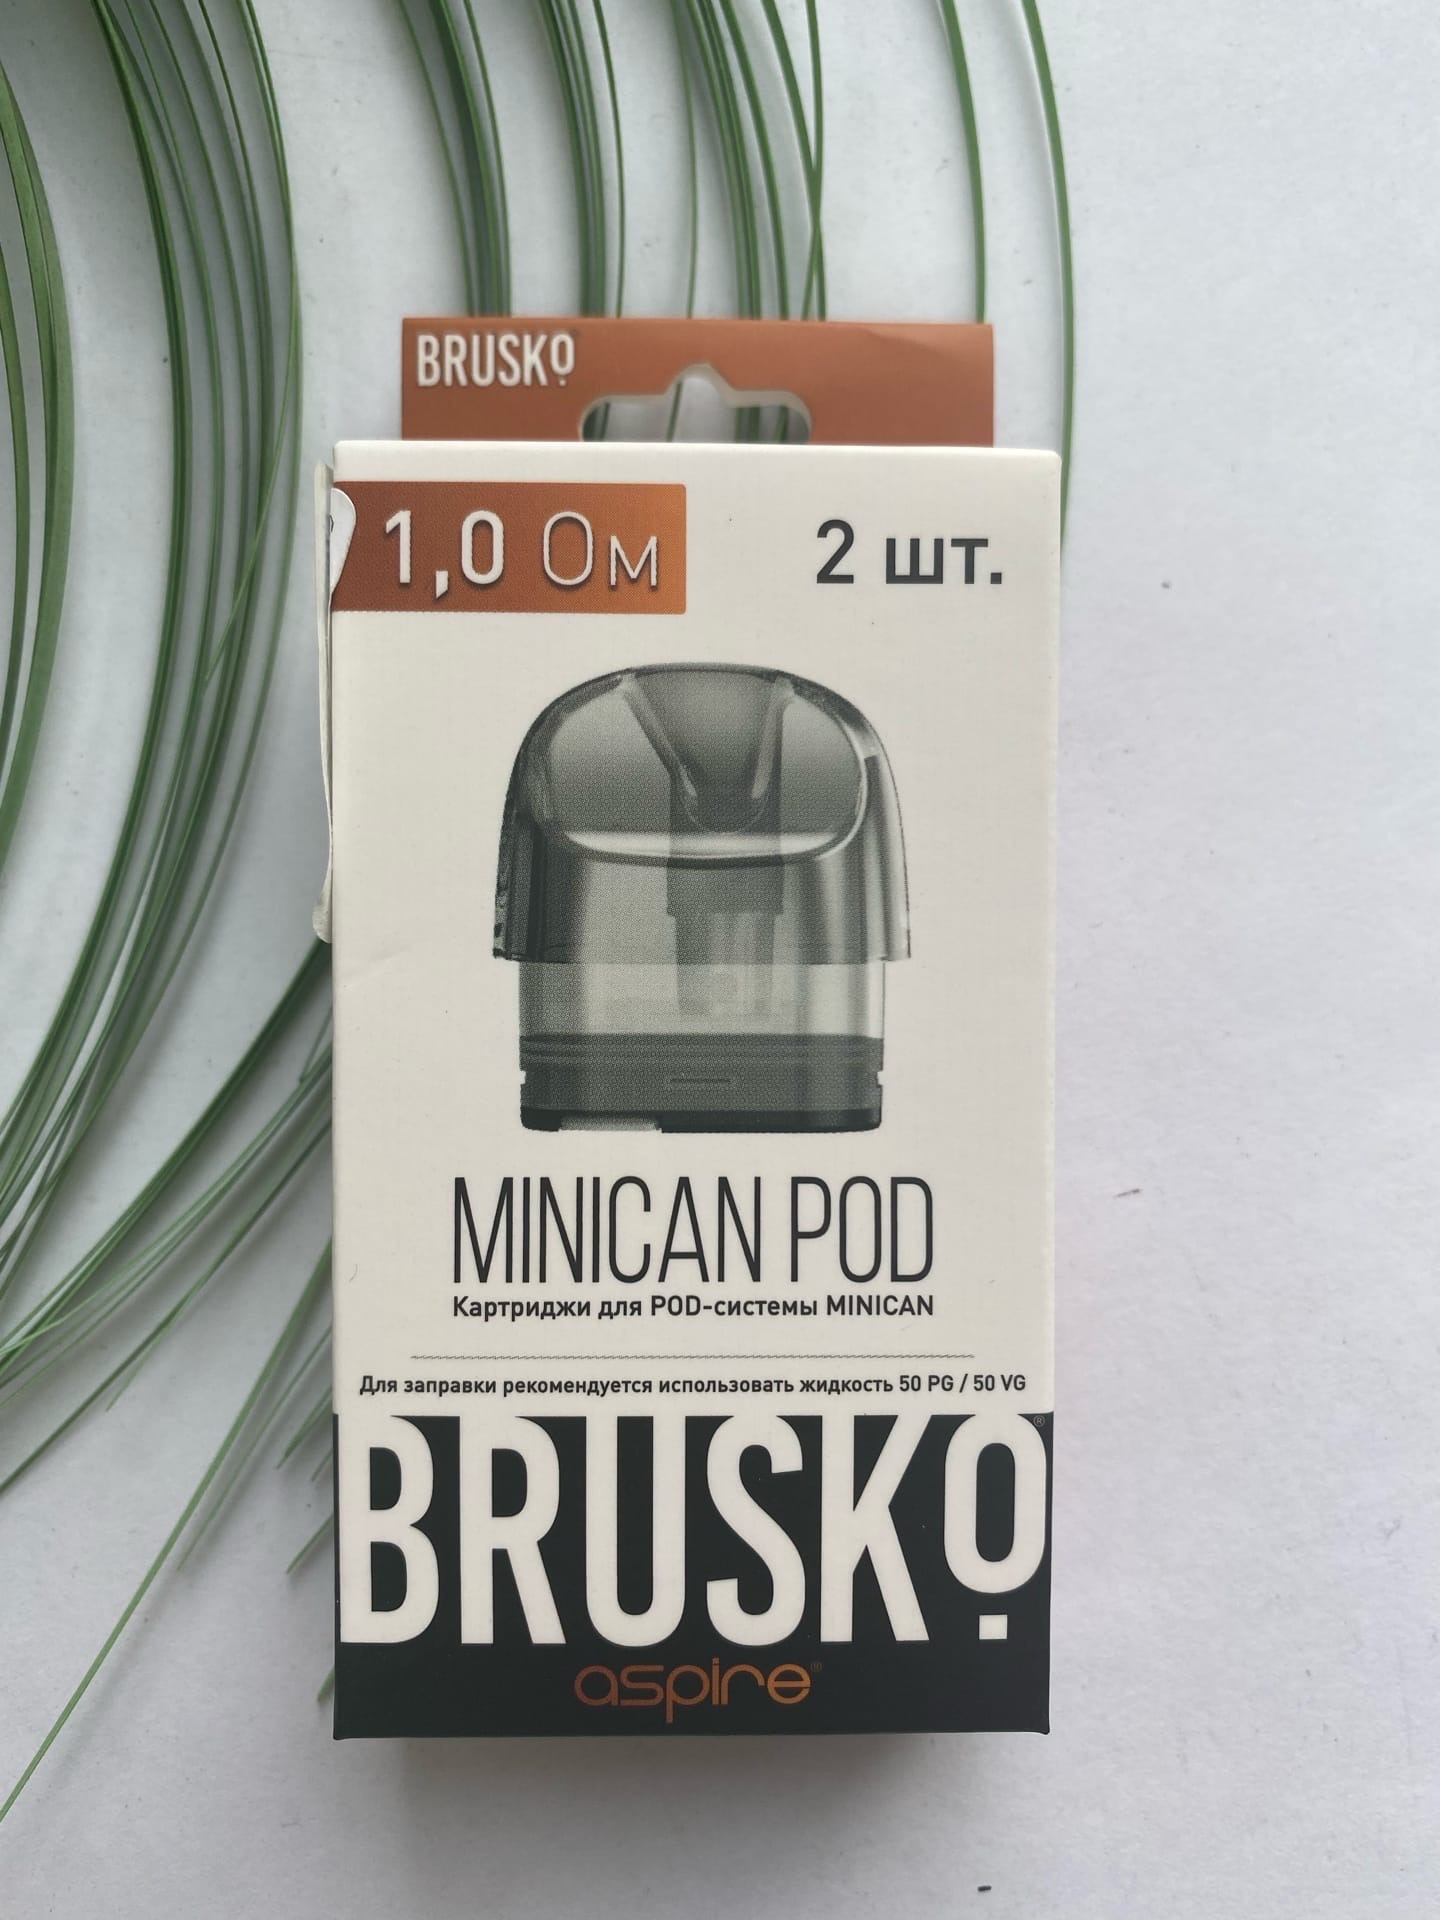 BRUSKO
1,0 Ом
2 шт.
MINICAN POD
Картриджи для POD-системы MINICAN
Для заправки рекомендуется использовать жидкость 50 PG / 50 VG
BRUSKO®
aspire®